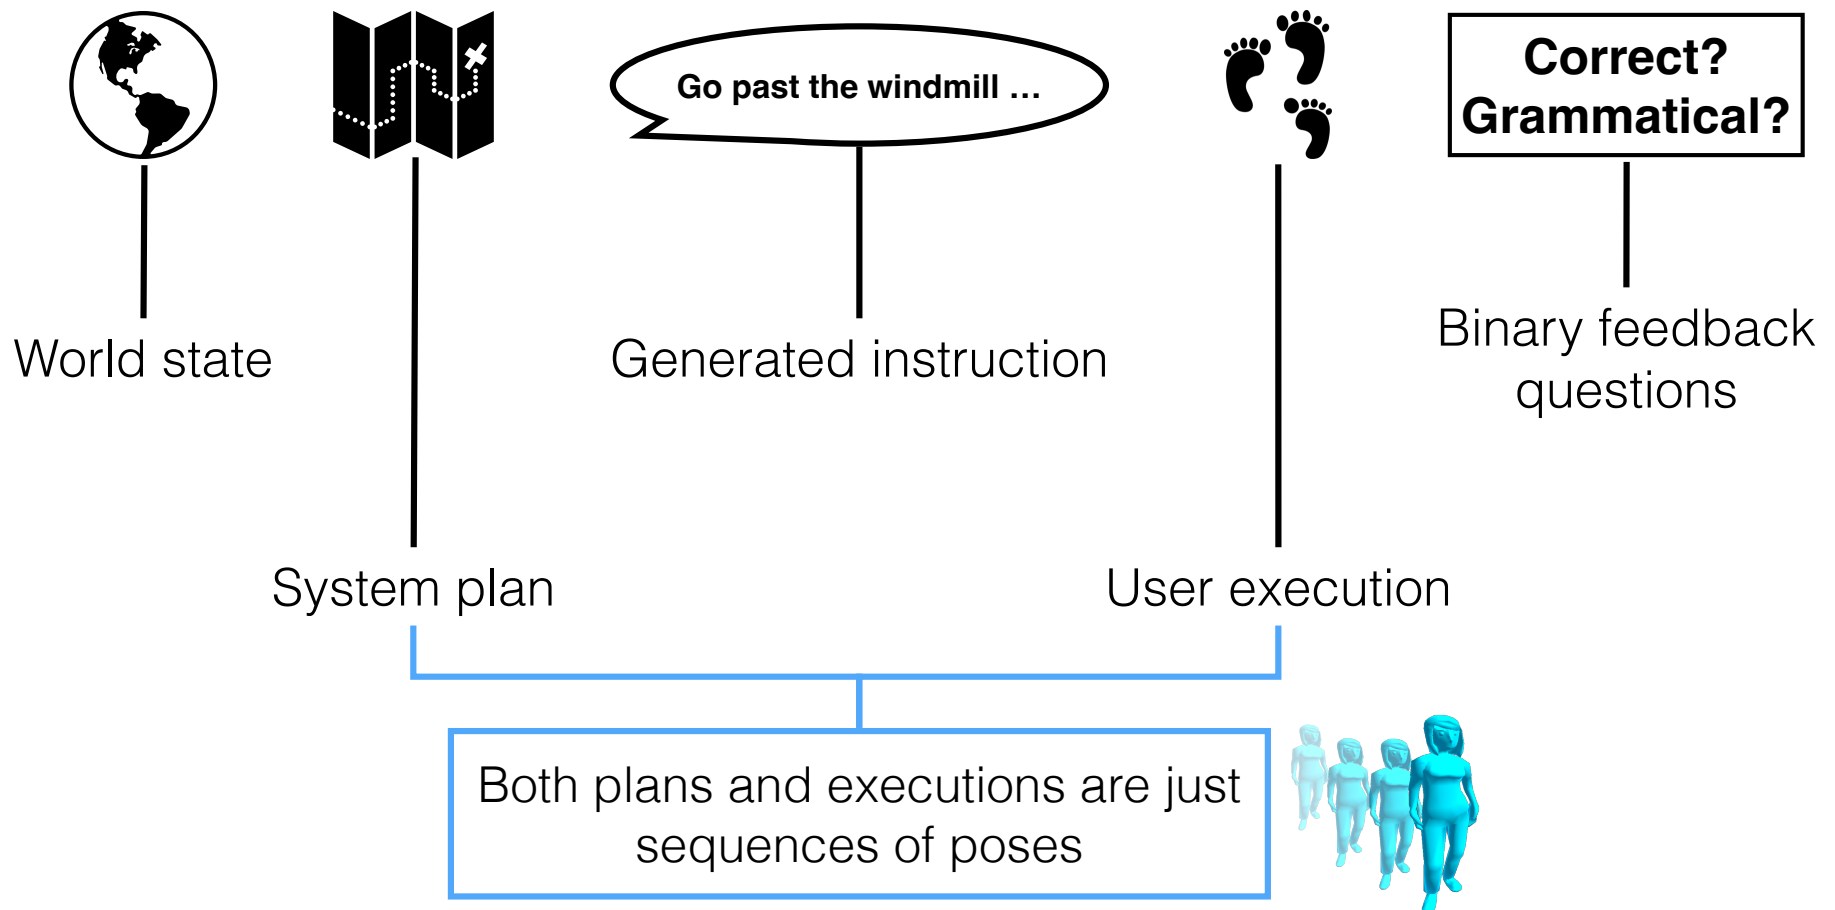 Go past the windmill ...
Correct?
Grammatical?
World state
Generated instruction
Binary feedback
questions
System plan
User execution
Both plans and executions are just
sequences of poses